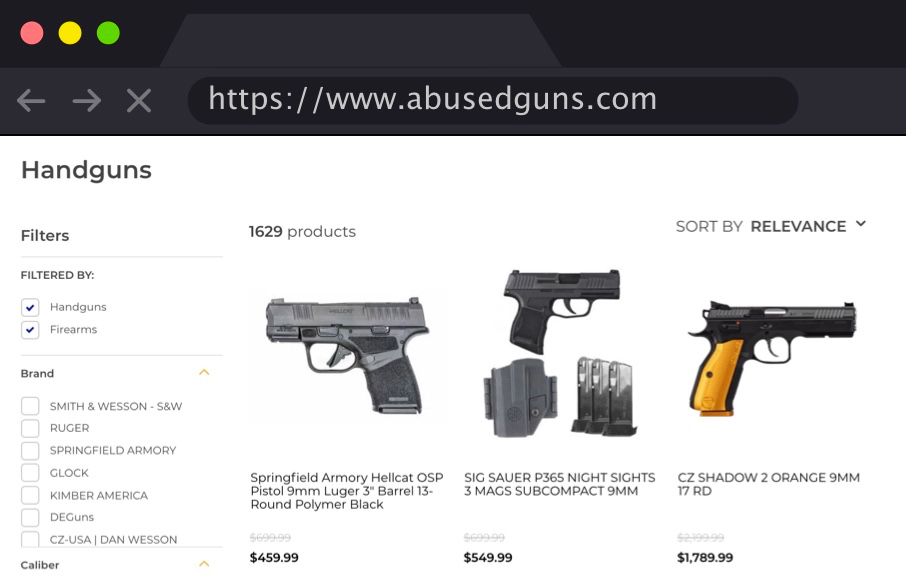 https://www.abusedguns.com
Handguns
Filters
1629 products
SORT BY RELEVANCE
FILTERED BY:
Handguns
Firearms
Brand
SMITH & WESSON - S&W
RUGER
SPRINGFIELD ARMORY
GLOCK
KIMBER AMERICA
DEGuns
CZ-USA | DAN WESSON
Caliber
HELLCAT
Springfield Armory Hellcat OSP
Pistol 9mm Luger 3" Barrel 13-
Round Polymer Black
$699.99
$459.99
SIG SAUER P365 NIGHT SIGHTS
3 MAGS SUBCOMPACT 9MM
$699.99
$549.99
CZ SHADOW 2 ORANGE 9MM
17 RD
$2,199.99
$1,789.99